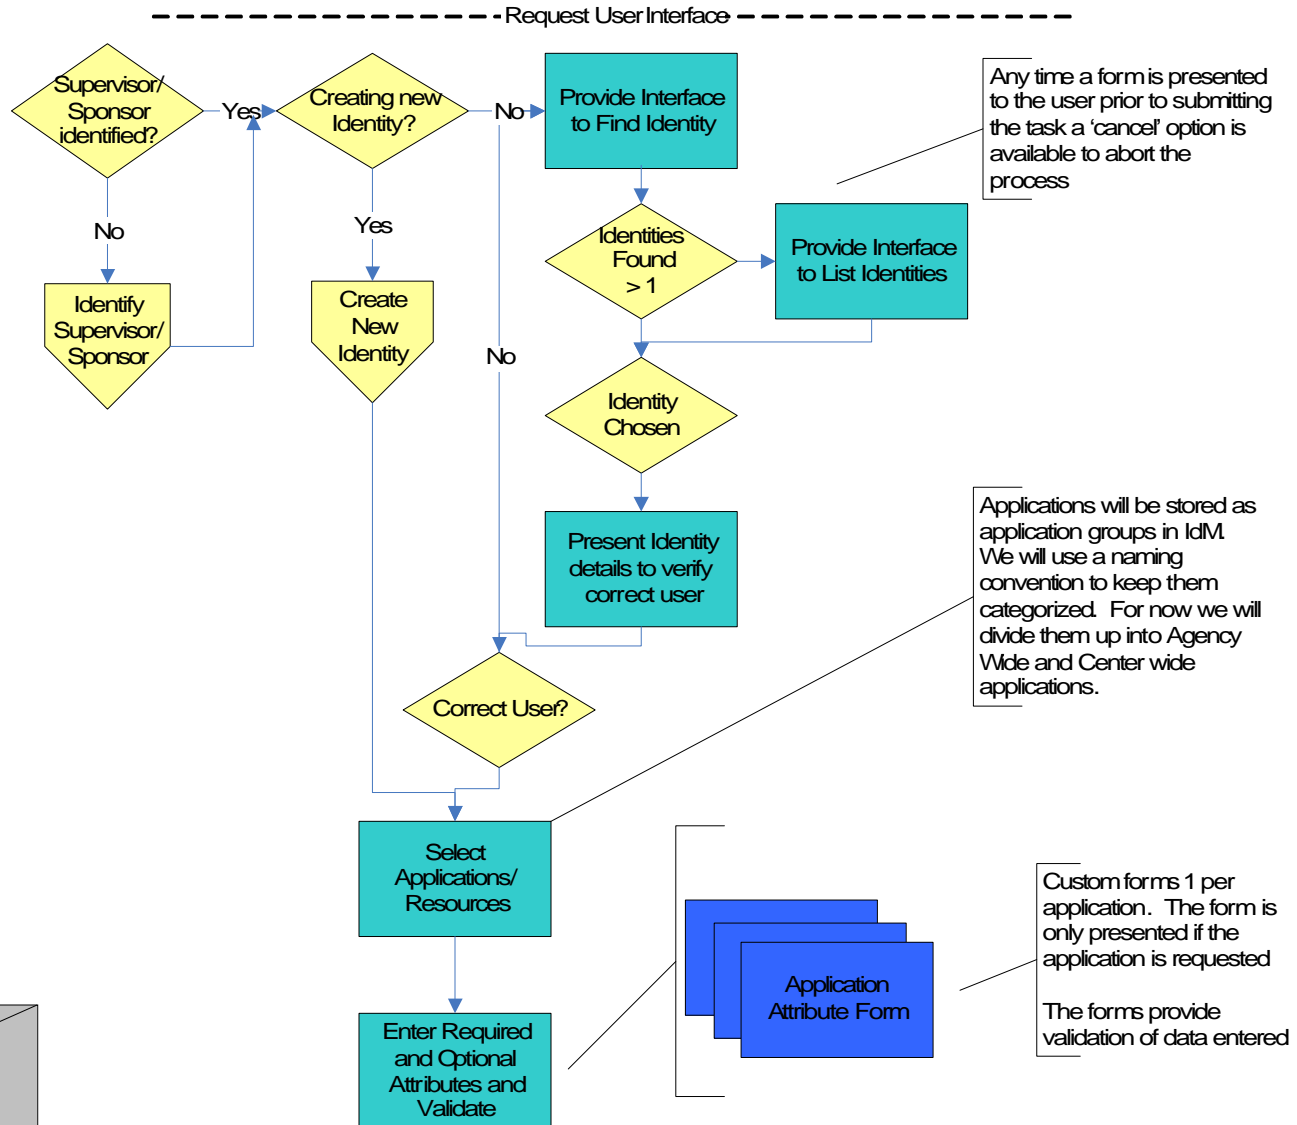 Request User Interface
Supervisor/
Sponsor
identified?
Yes
Creating new
Identity?
No
Provide Interface
to Find Identity
Any time a form is presented
to the user prior to submitting
the task a ‘cancel’ option is
available to abort the
process
No
Yes
Identities
Found
> 1
Provide Interface
to List Identities
Identify
Supervisor/
Sponsor
Create
New
Identity
No
Identity
Chosen
Present Identity
details to verify
correct user
Applications will be stored as
application groups in IdM.
We will use a naming
convention to keep them
categorized. For now we will
divide them up into Agency
Wide and Center wide
applications.
Correct User?
Select
Applications/
Resources
Application
Attribute Form
Custom forms 1 per
application. The form is
only presented if the
application is requested
The forms provide
validation of data entered
Enter Required
and Optional
Attributes and
Validate